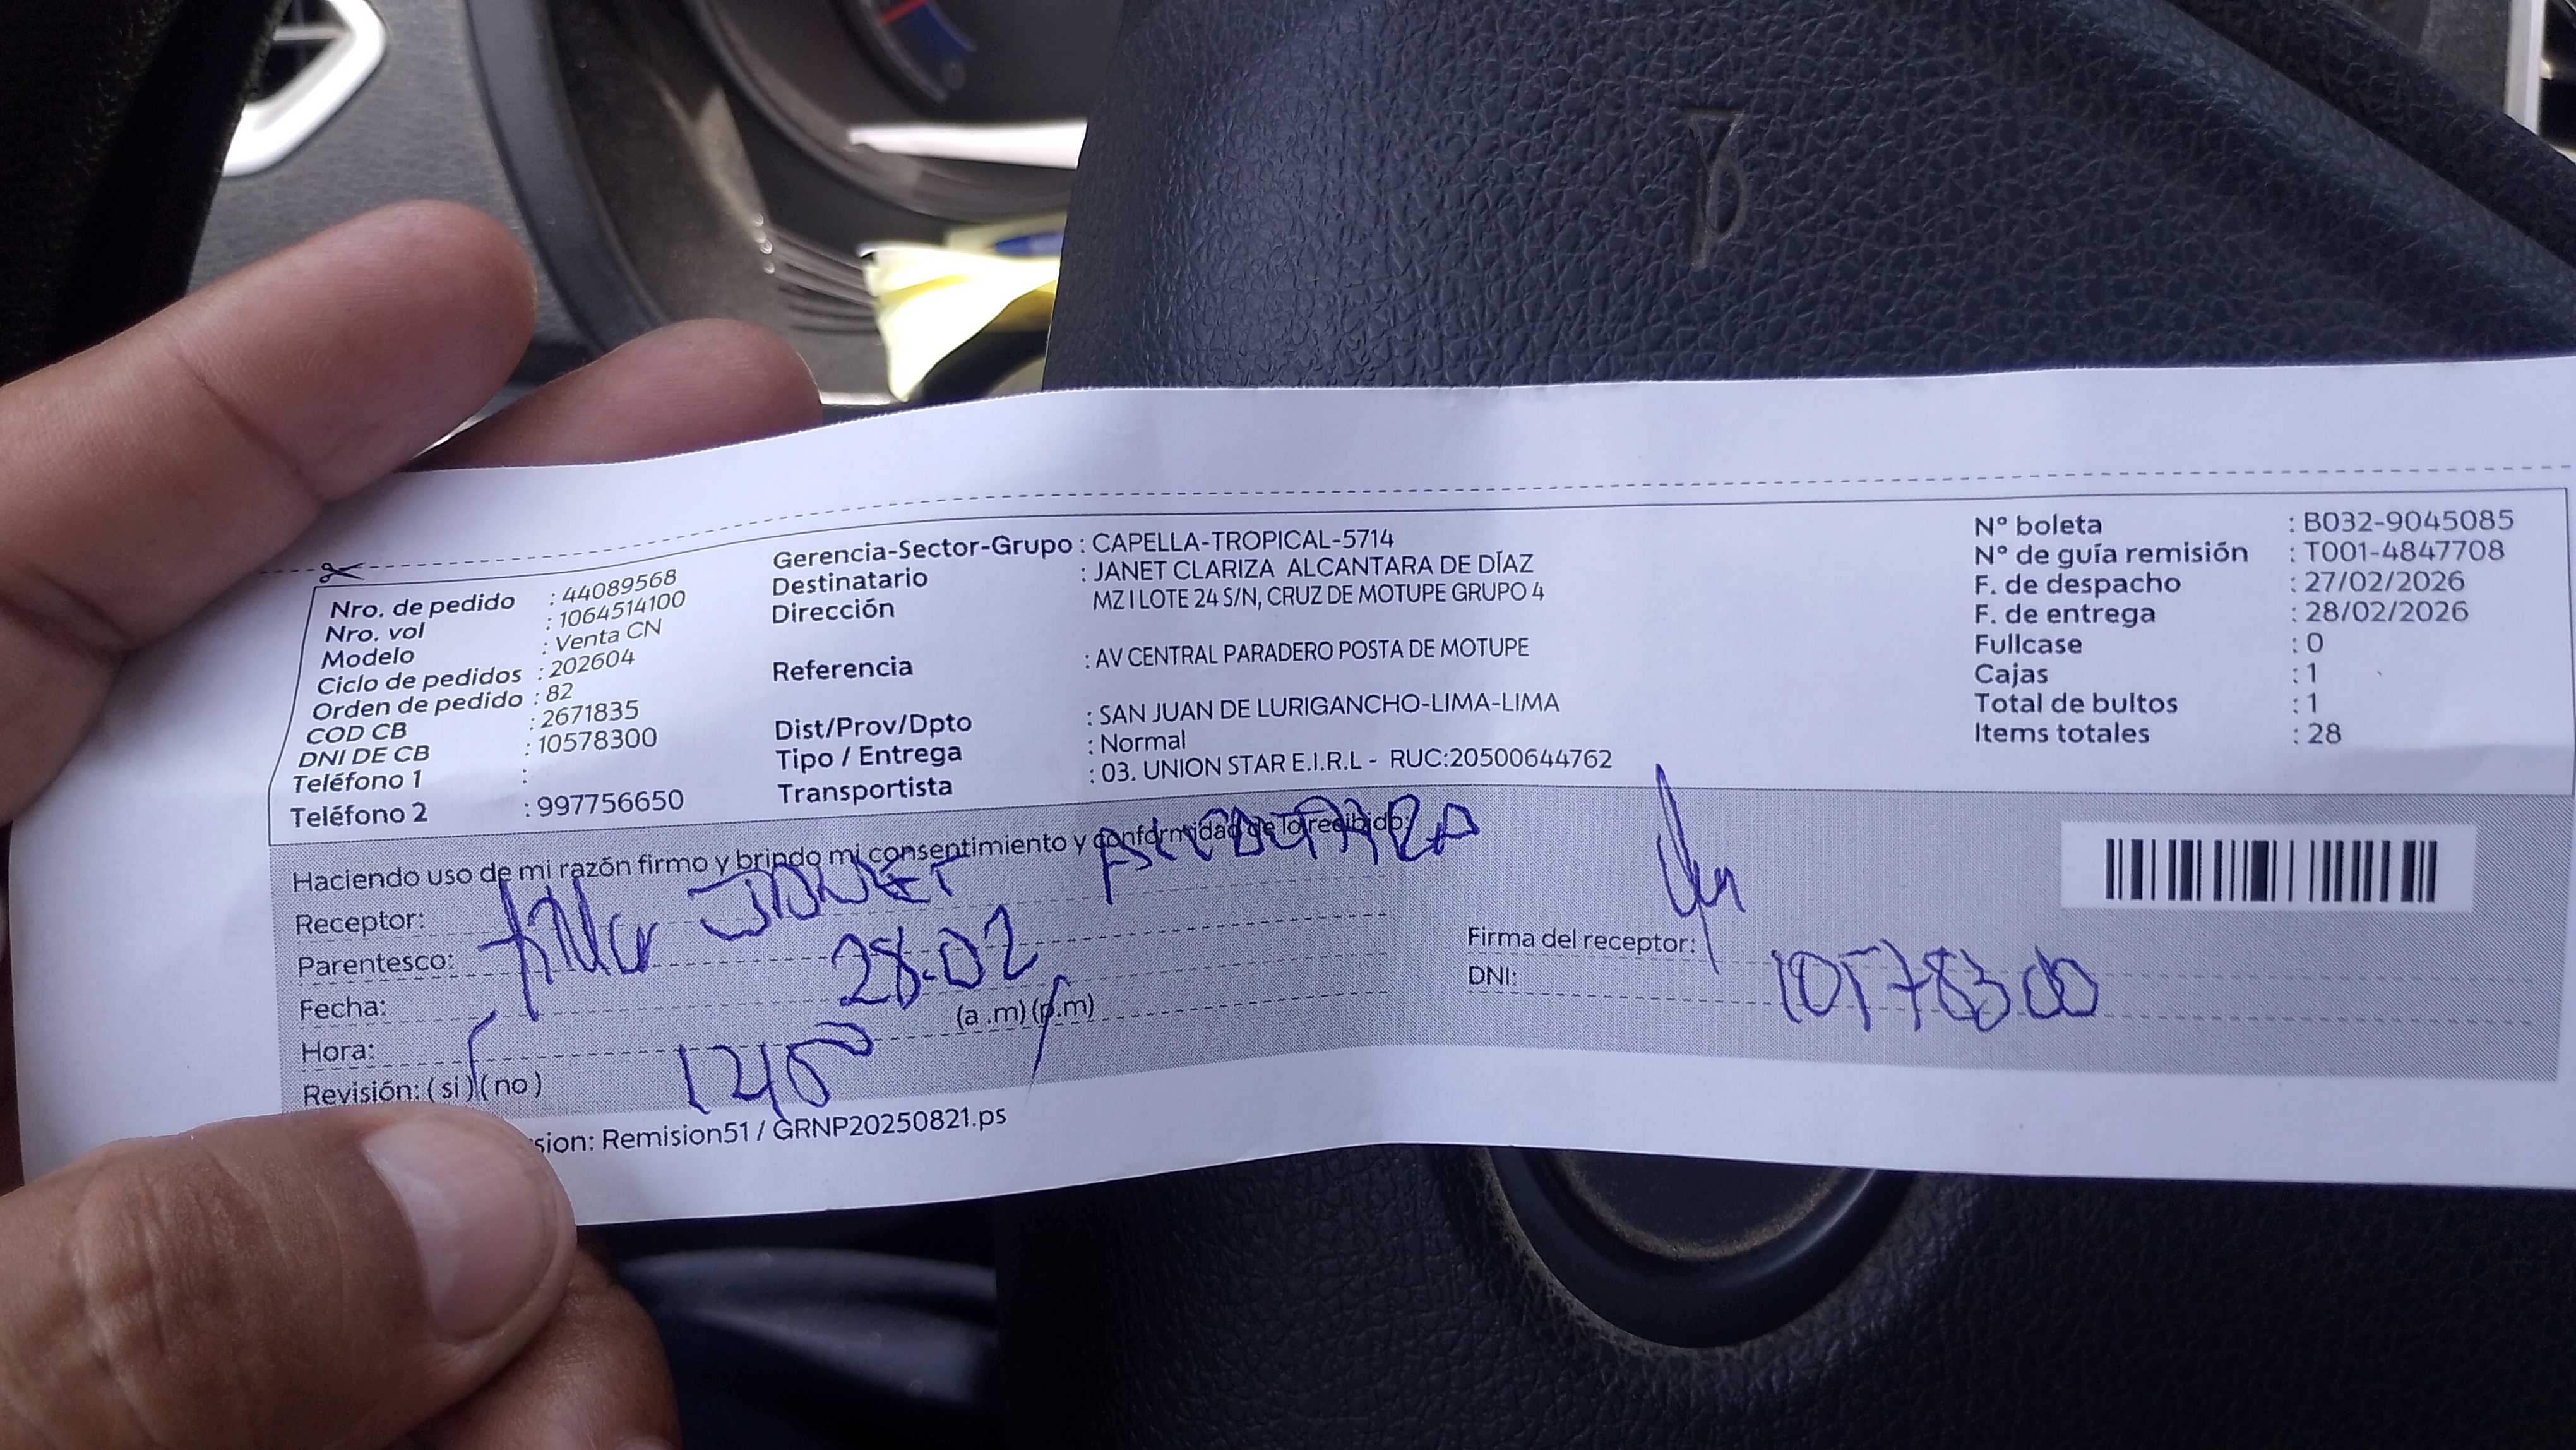 Nro. de pedido : 44089568
Nro. vol : 1064514100
Modelo : Venta CN
Ciclo de pedidos : 202604
Orden de pedido : 82
COD CB : 2671835
DNI DE CB : 10578300
Teléfono 1 :
Teléfono 2 : 997756650
Gerencia-Sector-Grupo : CAPELLA-TROPICAL-5714
Destinatario : JANET CLARIZA ALCANTARA DE DÍAZ
Dirección MZ I LOTE 24 S/N, CRUZ DE MOTUPE GRUPO 4
Referencia : AV CENTRAL PARADERO POSTA DE MOTUPE
Dist/Prov/Dpto : SAN JUAN DE LURIGANCHO-LIMA-LIMA
Tipo / Entrega : Normal
Transportista : 03. UNION STAR E.I.R.L - RUC:20500644762
N° boleta : B032-9045085
N° de guía remisión : T001-4847708
F. de despacho : 27/02/2026
F. de entrega : 28/02/2026
Fullcase : 0
Cajas : 1
Total de bultos : 1
Items totales : 28
Haciendo uso de mi razón firmo y brindo mi consentimiento y conformidad de lo recibido:
Receptor: JANET
Parentesco:
Fecha: 28.02
Hora: 1250 (a .m) (p.m)
Revisión: ( si ) ( no )
Firma del receptor:
DNI: 10578300
sion: Remision51 / GRNP20250821.ps